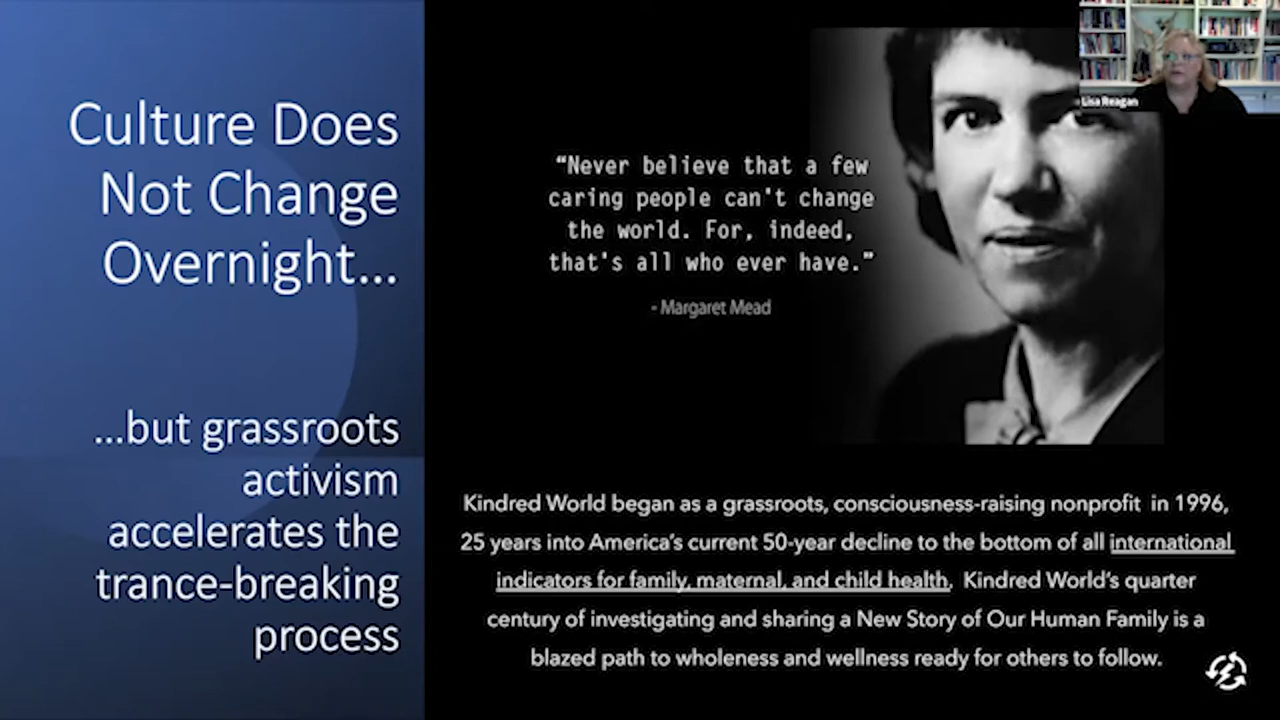 Culture Does
Not Change
Overnight...
...but grassroots
activism
accelerates the
trance-breaking
process
“Never believe that a few
caring people can't change
the world. For, indeed,
that's all who ever have.”
- Margaret Mead
Lisa Reagan
Kindred World began as a grassroots, consciousness-raising nonprofit in 1996,
25 years into America’s current 50-year decline to the bottom of all international
indicators for family, maternal, and child health. Kindred World’s quarter
century of investigating and sharing a New Story of Our Human Family is a
blazed path to wholeness and wellness ready for others to follow.